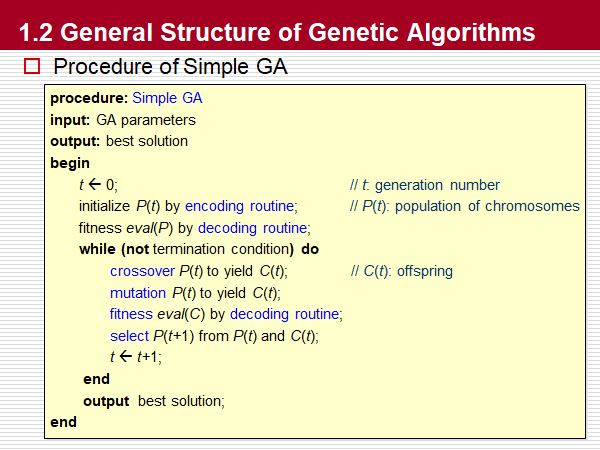 1.2 General Structure of Genetic Algorithms
Procedure of Simple GA
procedure: Simple GA
input: GA parameters
output: best solution
begin
t ← 0; // t: generation number
initialize P(t) by encoding routine; // P(t): population of chromosomes
fitness eval(P) by decoding routine;
while (not termination condition) do
crossover P(t) to yield C(t); // C(t): offspring
mutation P(t) to yield C(t);
fitness eval(C) by decoding routine;
select P(t+1) from P(t) and C(t);
t ← t+1;
end
output best solution;
end